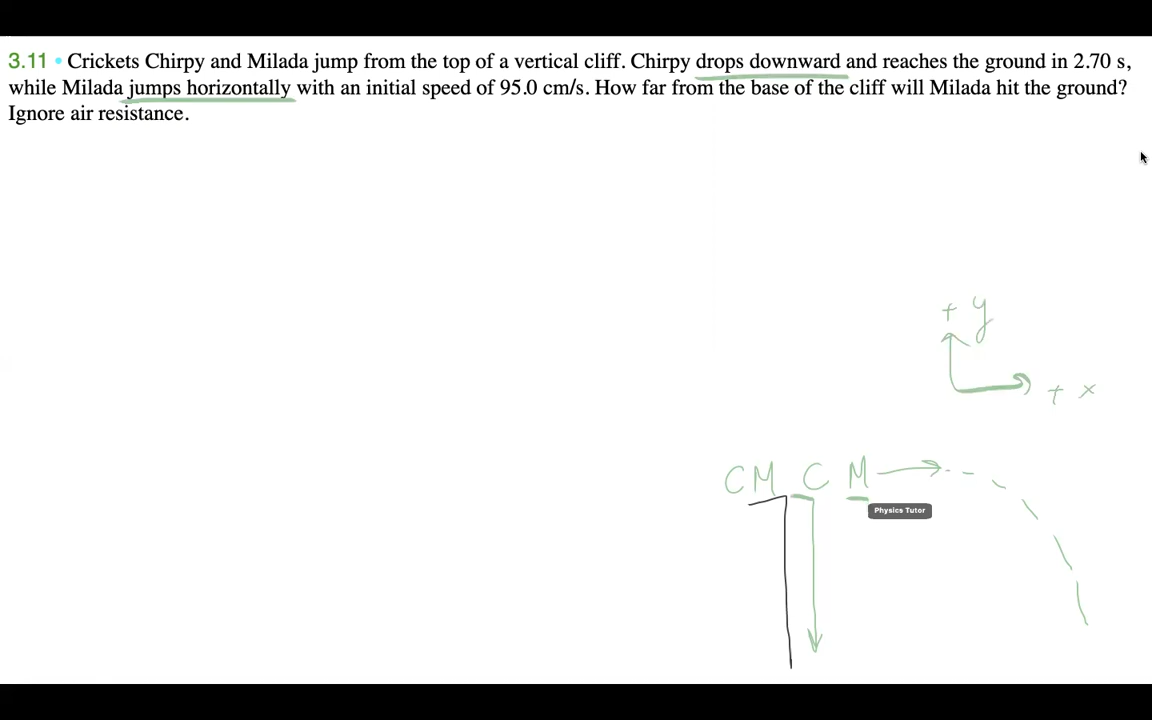 3.11 • Crickets Chirpy and Milada jump from the top of a vertical cliff. Chirpy drops downward and reaches the ground in 2.70 s,
while Milada jumps horizontally with an initial speed of 95.0 cm/s. How far from the base of the cliff will Milada hit the ground?
Ignore air resistance.
+ y
+ x
CM C M
Physics Tutor